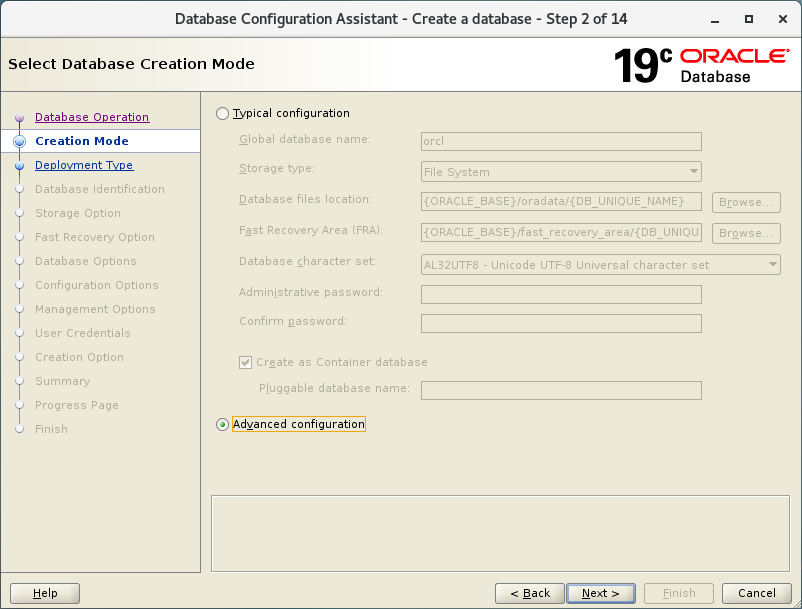 Database Configuration Assistant - Create a database - Step 2 of 14
Select Database Creation Mode
19c ORACLE
Database
Database Operation
Creation Mode
Deployment Type
Database Identification
Storage Option
Fast Recovery Option
Database Options
Configuration Options
Management Options
User Credentials
Creation Option
Summary
Progress Page
Finish
Typical configuration
Global database name: orcl
Storage type: File System
Database files location: {ORACLE_BASE}/oradata/{DB_UNIQUE_NAME} Browse...
Fast Recovery Area (FRA): {ORACLE_BASE}/fast_recovery_area/{DB_UNIQU Browse...
Database character set: AL32UTF8 - Unicode UTF-8 Universal character set
Administrative password:
Confirm password:
Create as Container database
Pluggable database name:
Advanced configuration
Help < Back Next > Finish Cancel